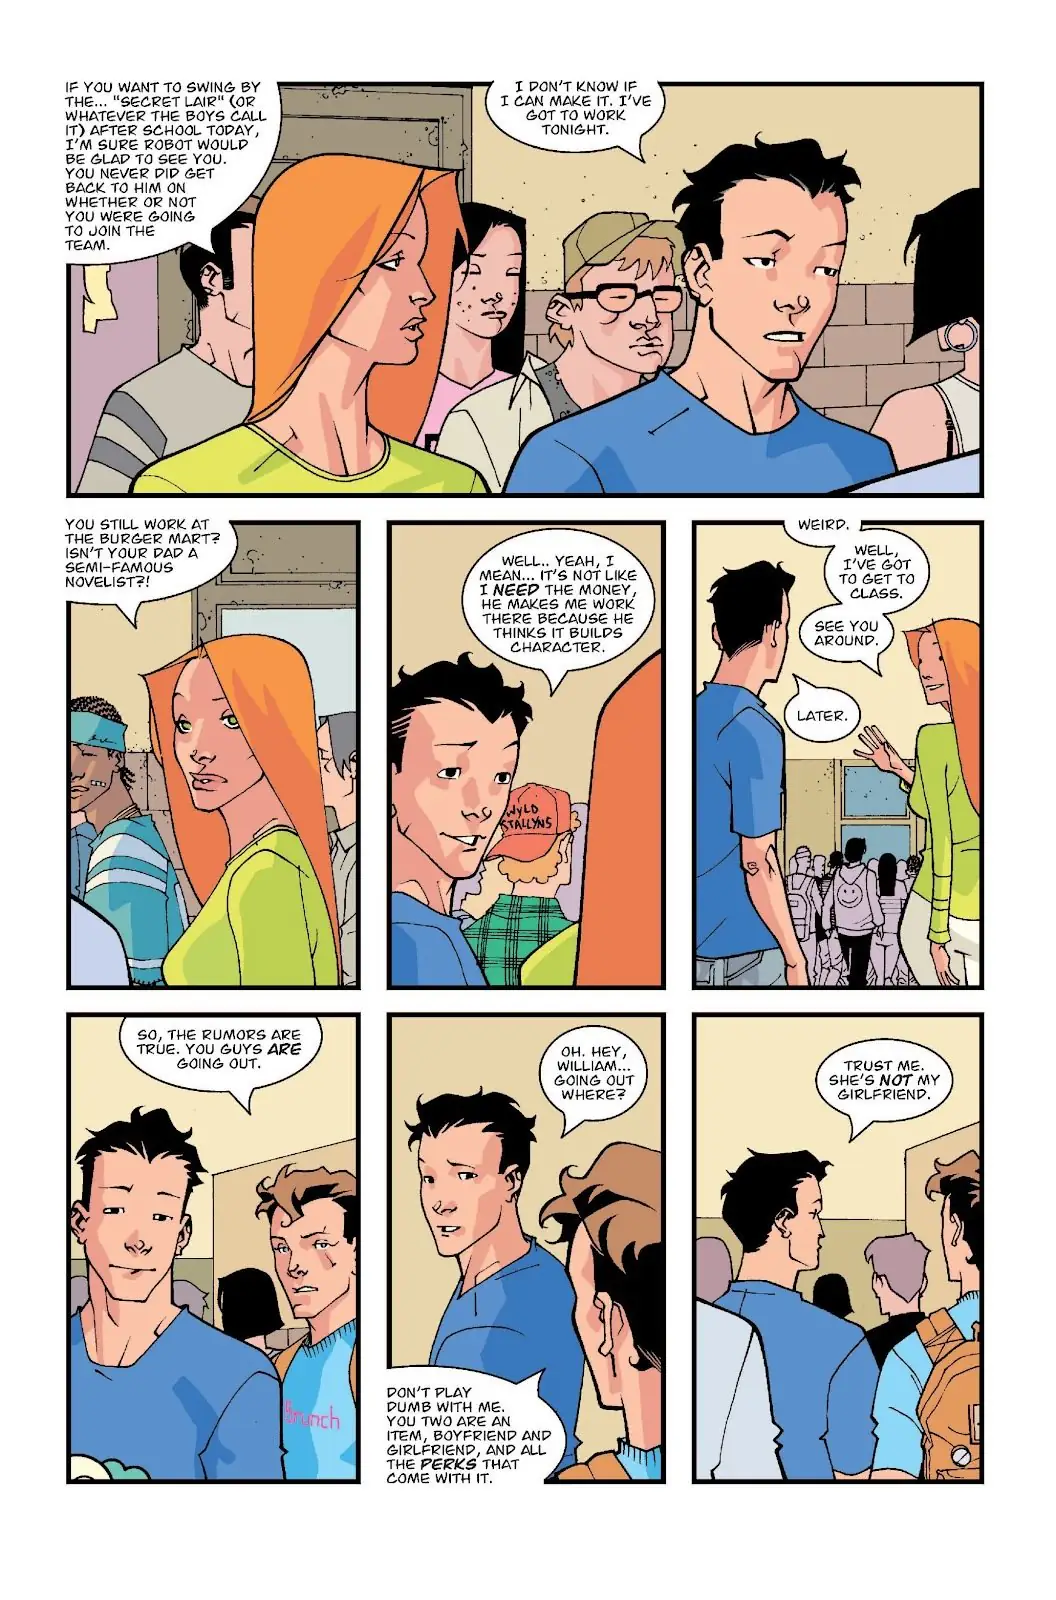 IF YOU WANT TO SWING BY
THE... "SECRET LAIR" (OR
WHATEVER THE BOYS CALL
IT) AFTER SCHOOL TODAY,
I'M SURE ROBOT WOULD
BE GLAD TO SEE YOU.
YOU NEVER DID GET
BACK TO HIM ON
WHETHER OR NOT
YOU WERE GOING
TO JOIN THE
TEAM.
I DON'T KNOW IF
I CAN MAKE IT. I'VE
GOT TO WORK
TONIGHT.
YOU STILL WORK AT
THE BURGER MART?
ISN'T YOUR DAD A
SEMI-FAMOUS
NOVELIST?!
WELL.. YEAH, I
MEAN... IT'S NOT LIKE
I NEED THE MONEY,
HE MAKES ME WORK
THERE BECAUSE HE
THINKS IT BUILDS
CHARACTER.
WYLD
STALLYNS
WEIRD.
WELL,
I'VE GOT
TO GET TO
CLASS.
SEE YOU
AROUND.
LATER.
SO, THE RUMORS ARE
TRUE. YOU GUYS ARE
GOING OUT.
Brunch
OH. HEY,
WILLIAM...
GOING OUT
WHERE?
DON'T PLAY
DUMB WITH ME.
YOU TWO ARE AN
ITEM, BOYFRIEND AND
GIRLFRIEND, AND ALL
THE PERKS THAT
COME WITH IT.
TRUST ME.
SHE'S NOT MY
GIRLFRIEND.